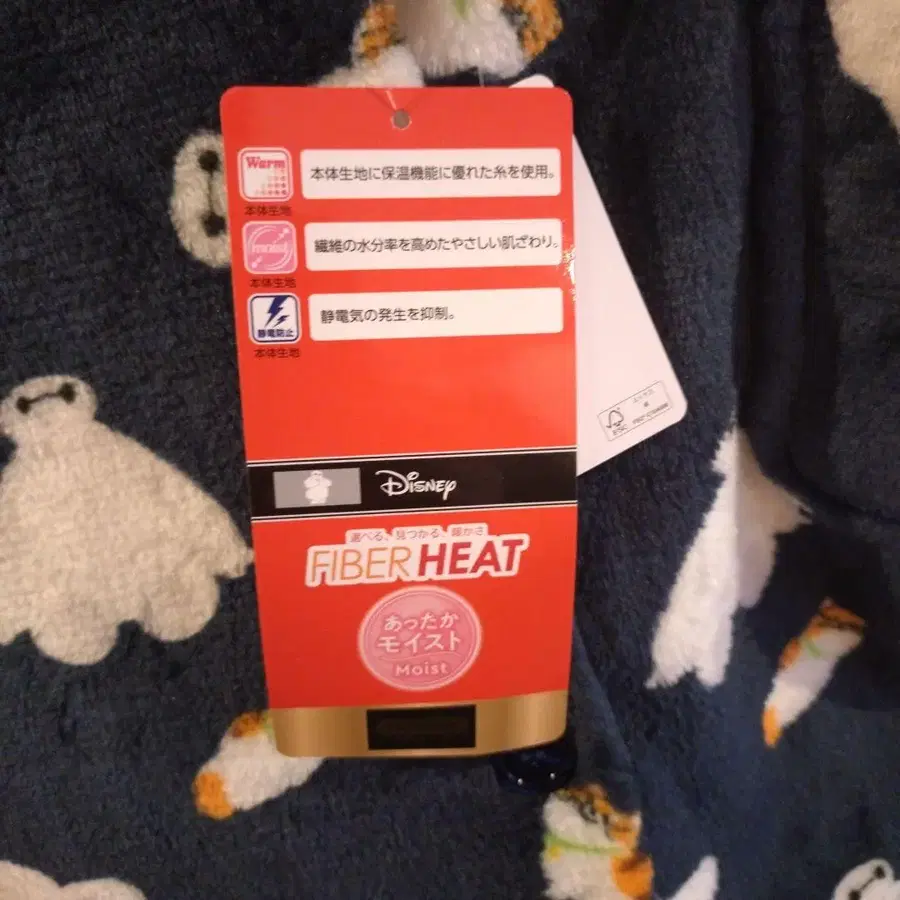 Warm
本体生地
本体生地に保温機能に優れた糸を使用。
moist
本体生地
繊維の水分率を高めたやさしい肌ざわり。
静電防止
本体生地
静電気の発生を抑制。
FSC
Disney
選べる、見つかる、暖かさ
FIBER HEAT
あったか
モイスト
Moist